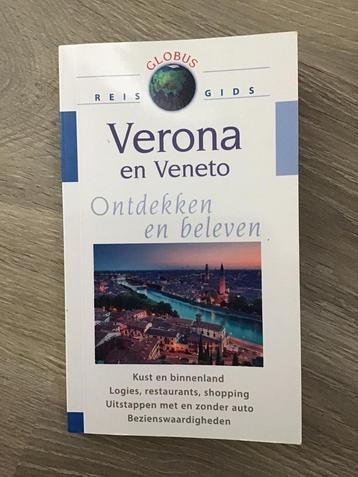 GLOBUS
REIS GIDS
Verona
en Veneto
Ontdekken
en beleven
Kust en binnenland
Logies, restaurants, shopping
Uitstappen met en zonder auto
Bezienswaardigheden